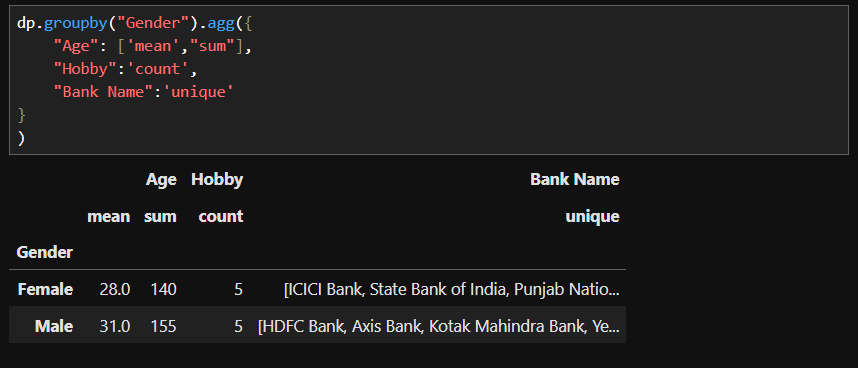 dp.groupby("Gender").agg({
    "Age": ['mean',"sum"],
    "Hobby":'count',
    "Bank Name":'unique'
}
)
Age Hobby Bank Name
mean sum count unique
Gender
Female 28.0 140 5 [ICICI Bank, State Bank of India, Punjab Natio...
Male 31.0 155 5 [HDFC Bank, Axis Bank, Kotak Mahindra Bank, Ye...